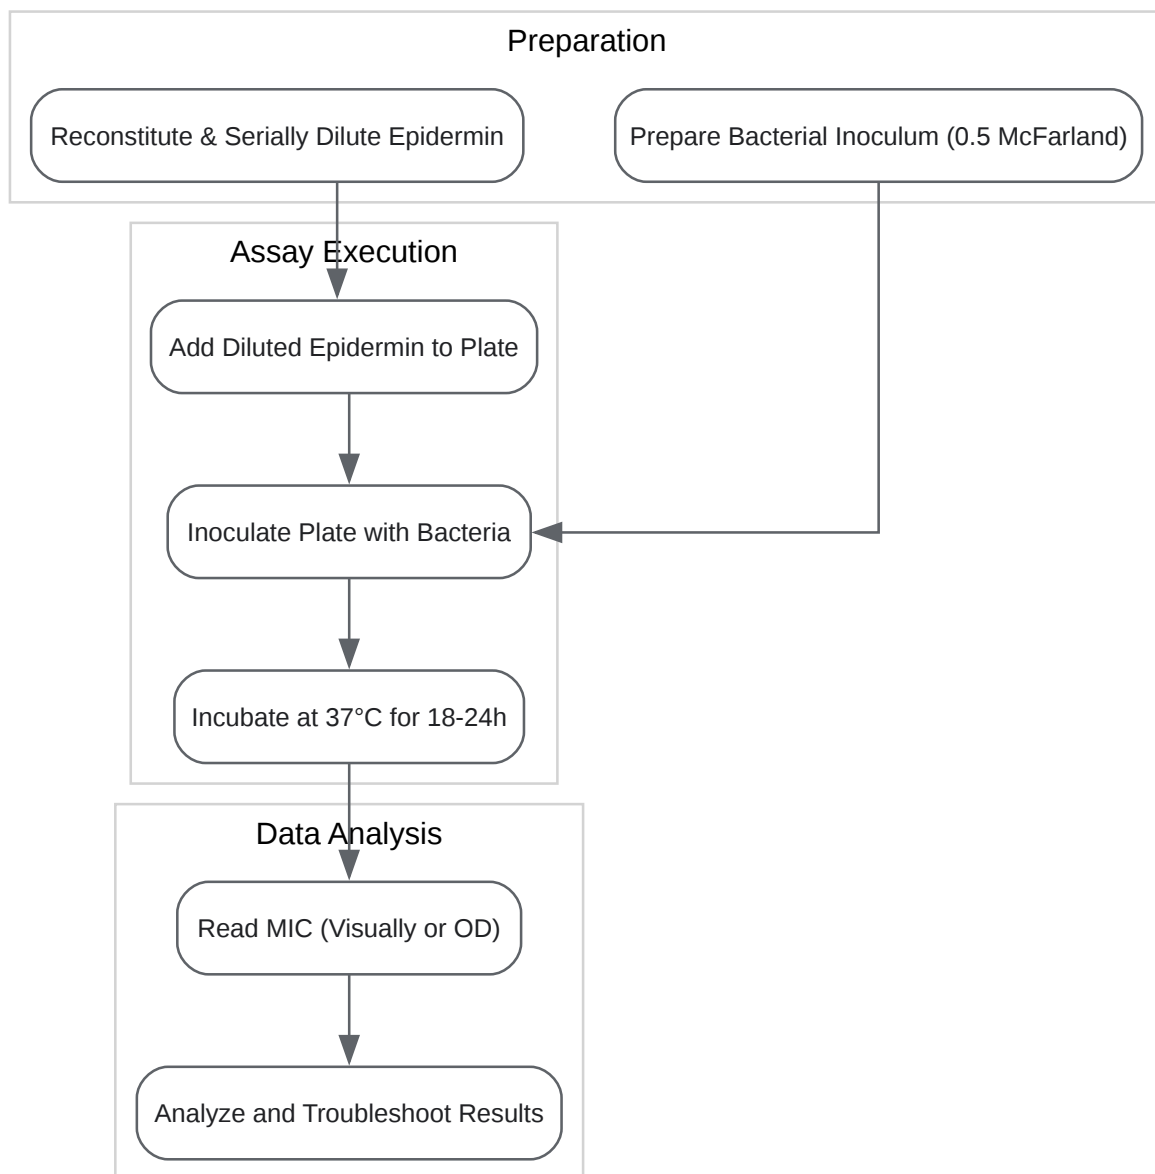 Preparation
Reconstitute & Serially Dilute Epidermin
Prepare Bacterial Inoculum (0.5 McFarland)
Assay Execution
Add Diluted Epidermin to Plate
Inoculate Plate with Bacteria
Incubate at 37°C for 18-24h
Data Analysis
Read MIC (Visually or OD)
Analyze and Troubleshoot Results